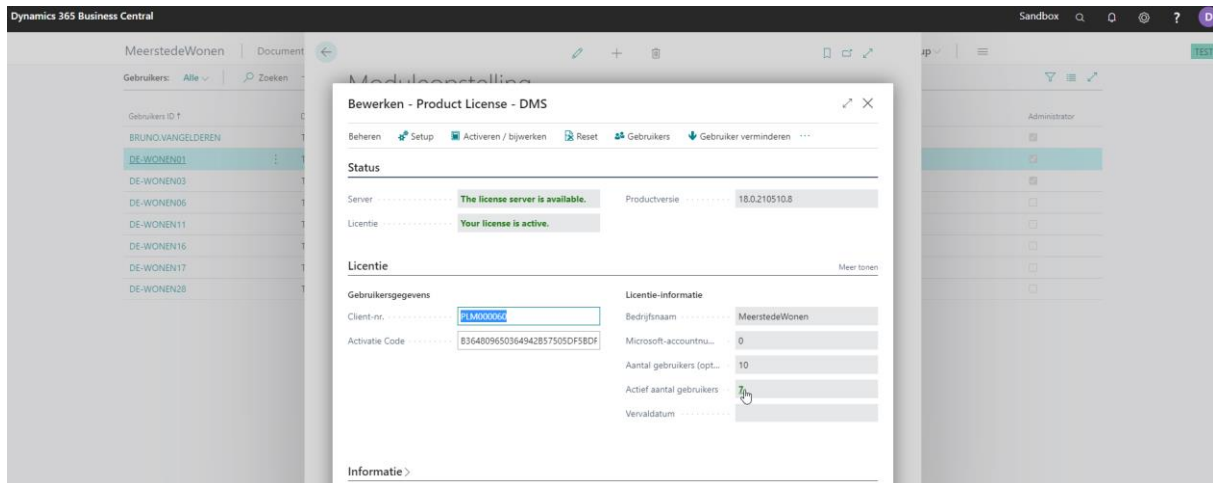 Dynamics 365 Business Central
Sandbox
?
D
MeerstedeWonen
Document
up
TEST
Gebruikers: Alle
Zoeken
Gebruikers ID ↑
Administrator
BRUNO.VANGELDEREN
DE-WONEN01
DE-WONEN03
DE-WONEN06
DE-WONEN11
DE-WONEN16
DE-WONEN17
DE-WONEN28
Moduleopstelling
Bewerken - Product License - DMS
Beheren Setup Activeren / bijwerken Reset Gebruikers Gebruiker verminderen ···
Status
Server The license server is available.
Productversie 18.0.210510.8
Licentie Your license is active.
Licentie
Meer tonen
Gebruikersgegevens
Client-nr. PLM000060
Activatie Code B364809650364942B57505DF5BDF
Licentie-informatie
Bedrijfsnaam MeerstedeWonen
Microsoft-accountnu... 0
Aantal gebruikers (opt... 10
Actief aantal gebruikers 7
Vervaldatum
Informatie >